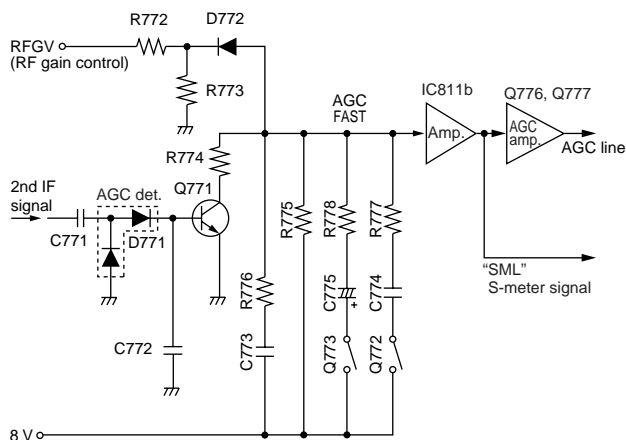 R772
D772
RFGV
(RF gain control)
R773
IC811b
Q776, Q777
AGC
FAST
Amp.
AGC
amp.
AGC line
R774
Q771
2nd IF
signal
AGC det.
C771
D771
R775
R778
R777
R776
C775
+
C774
"SML"
S-meter signal
C772
C773
Q773
Q772
8 V